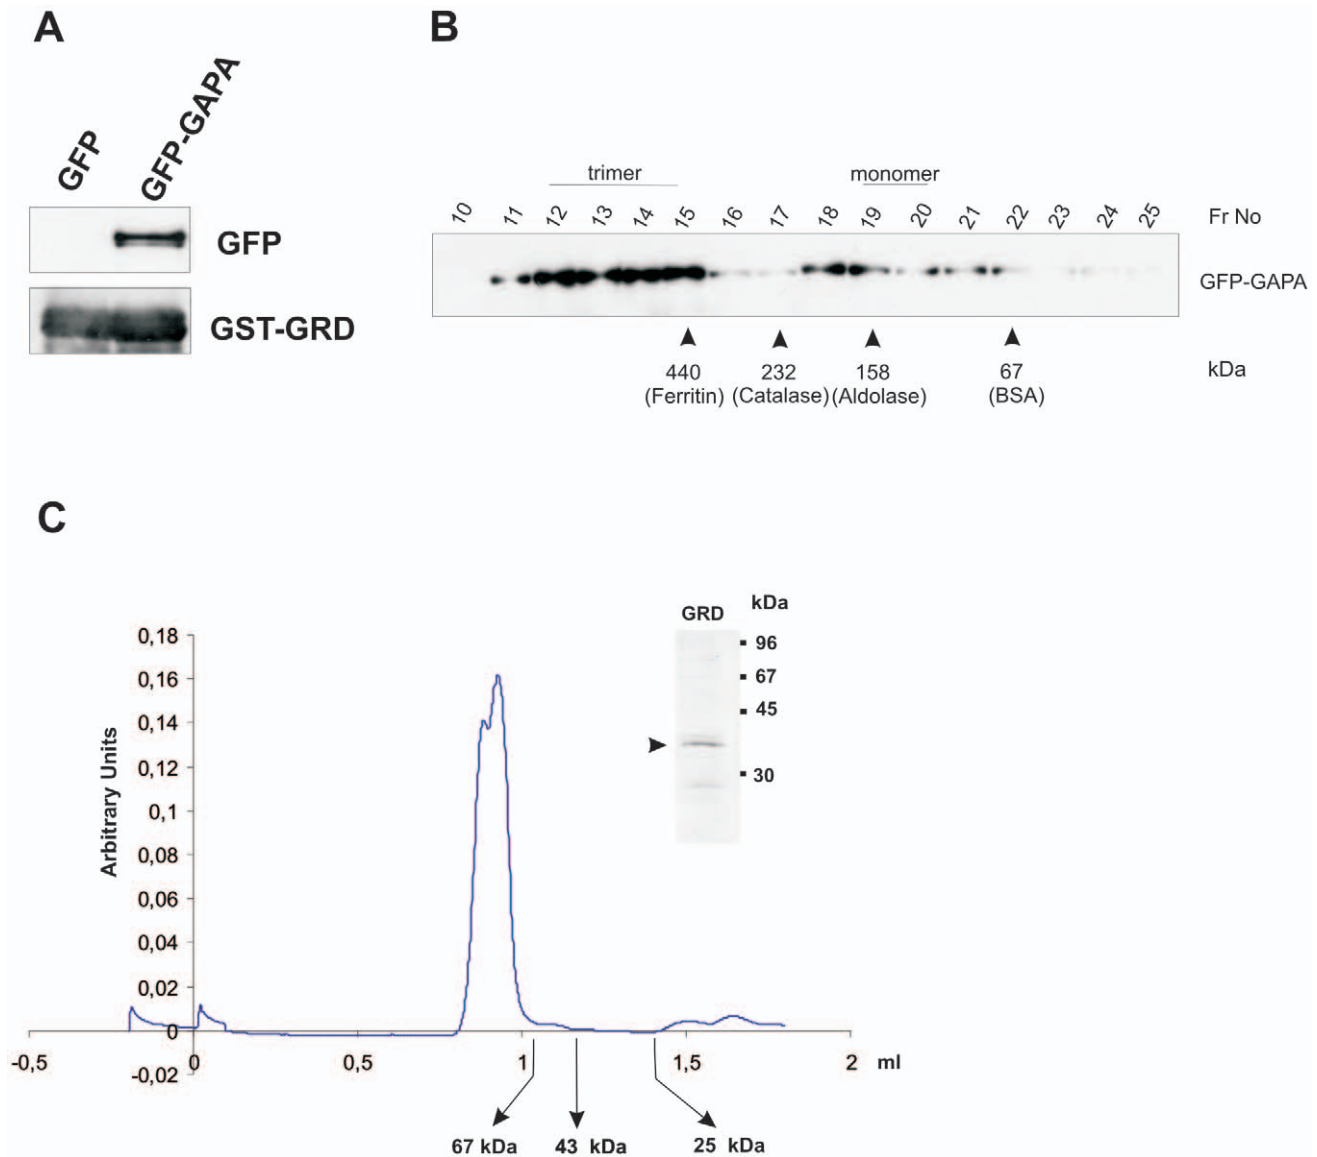 A
GFP
GFP-GAPA
GFP
GST-GRD
B
trimer
monomer
10 11 12 13 14 15 16 17 18 19 20 21 22 23 24 25 Fr No
GFP-GAPA
440 232 158 67 kDa
(Ferritin) (Catalase) (Aldolase) (BSA)
C
GRD kDa
96
67
45
30
Arbitrary Units
0,18
0,16
0,14
0,12
0,1
0,08
0,06
0,04
0,02
0
-0,02
-0,5 0 0,5 1 1,5 2 ml
67 kDa 43 kDa 25 kDa